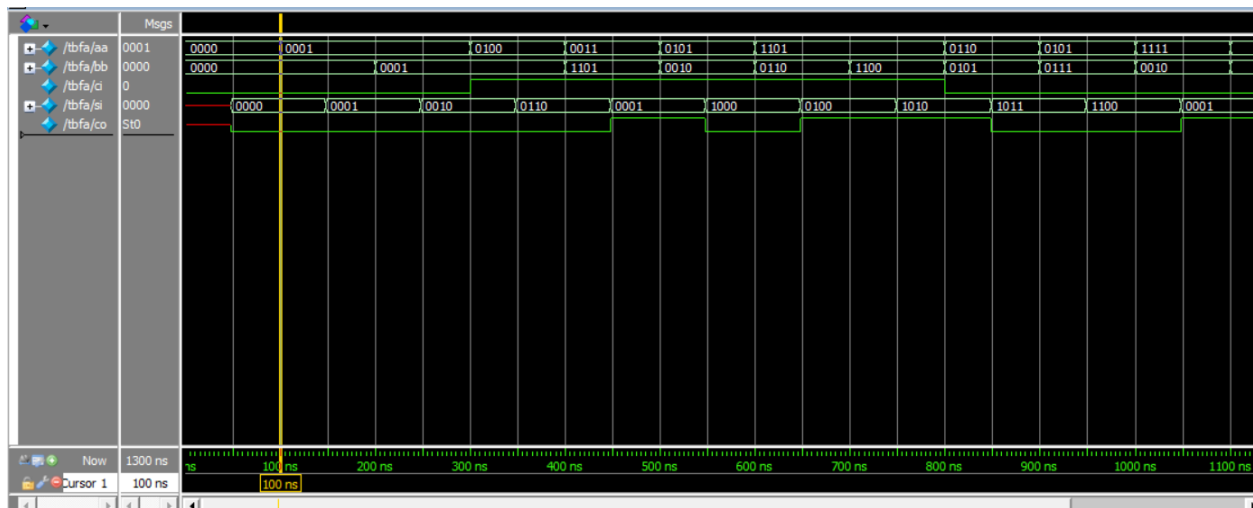 Msgs
/tbfa/aa 0001 0000 0001 0100 0011 0101 1101 0110 0101 1111
/tbfa/bb 0000 0000 0001 1101 0010 0110 1100 0101 0111 0010
/tbfa/ci 0
/tbfa/si 0000 0000 0001 0010 0110 0001 1000 0100 1010 1011 1100 0001
/tbfa/co St0
Now 1300 ns ns 100 ns 200 ns 300 ns 400 ns 500 ns 600 ns 700 ns 800 ns 900 ns 1000 ns 1100 ns
Cursor 1 100 ns 100 ns